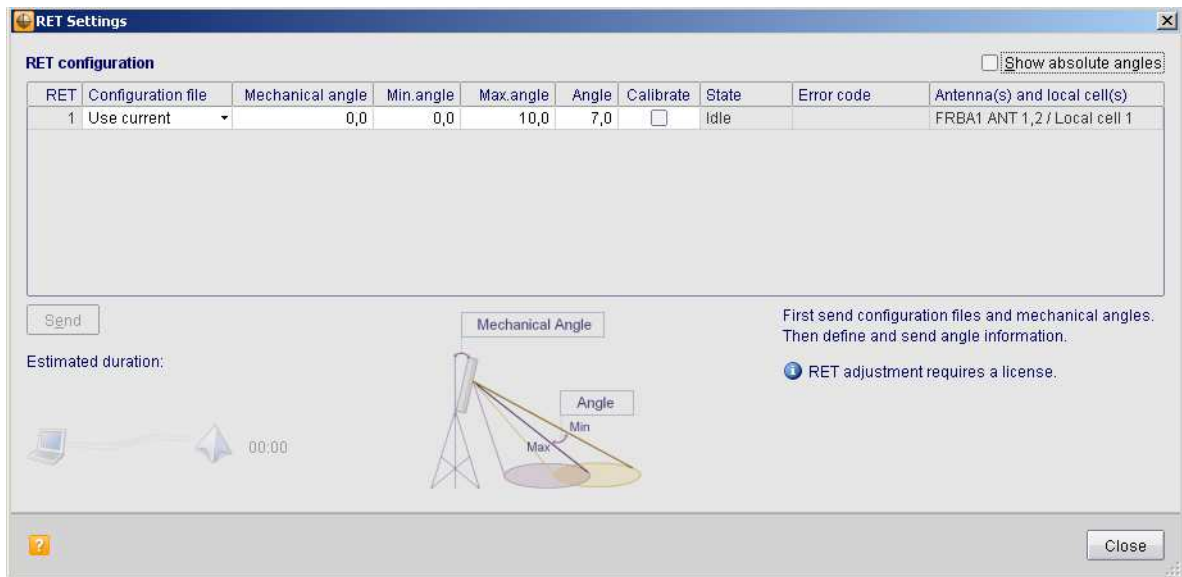 RET Settings
RET configuration
Show absolute angles
RET Configuration file Mechanical angle Min.angle Max.angle Angle Calibrate State Error code Antenna(s) and local cell(s)
1 Use current 0,0 0,0 10,0 7,0 Idle FRBA1 ANT 1,2 / Local cell 1
Send
Estimated duration:
00:00
Mechanical Angle
Angle
Min
Max
First send configuration files and mechanical angles.
Then define and send angle information.
RET adjustment requires a license.
?
Close